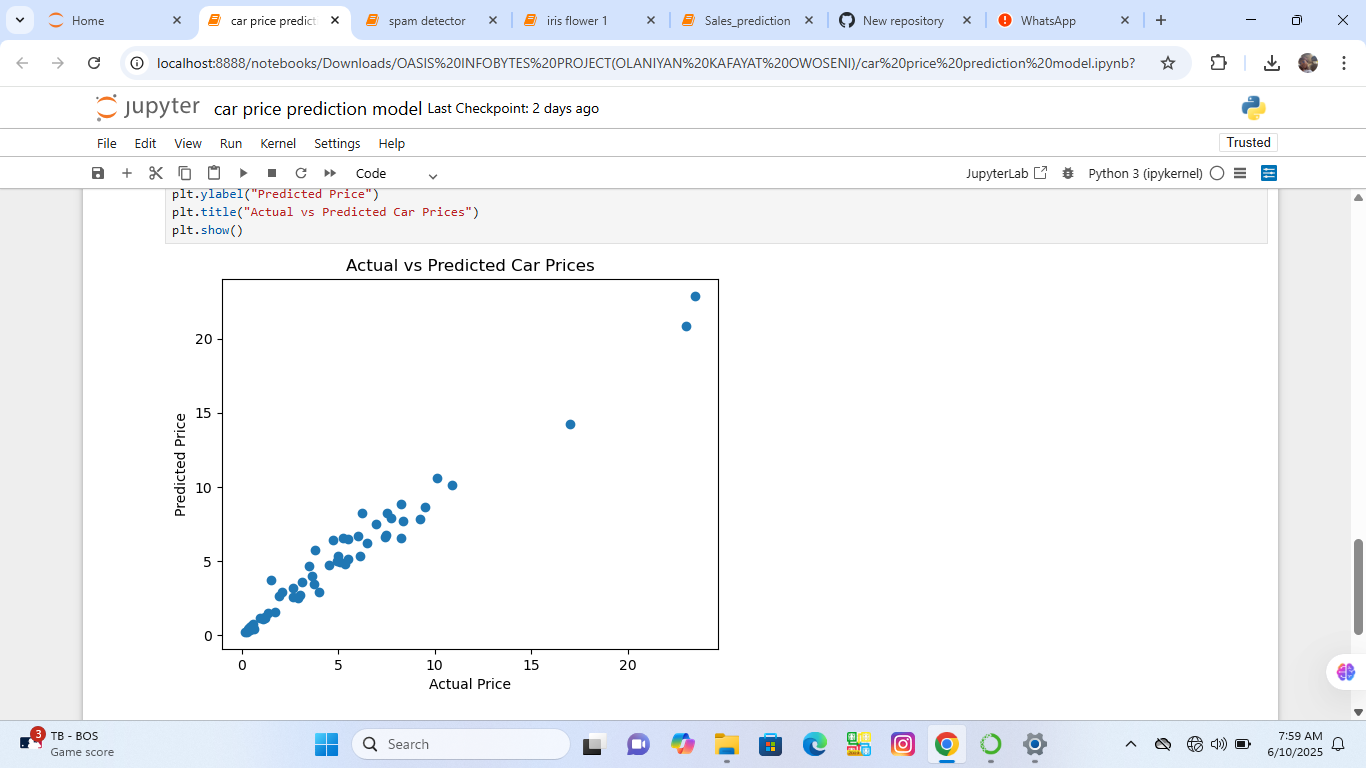 Home
car price predict
spam detector
iris flower 1
Sales_prediction
New repository
WhatsApp
localhost:8888/notebooks/Downloads/OASIS%20INFOBYTES%20PROJECT(OLANIYAN%20KAFAYAT%20OWOSENI)/car%20price%20prediction%20model.ipynb?
jupyter car price prediction model Last Checkpoint: 2 days ago
File Edit View Run Kernel Settings Help
Trusted
Code
JupyterLab
Python 3 (ipykernel)
plt.ylabel("Predicted Price")
plt.title("Actual vs Predicted Car Prices")
plt.show()
Actual vs Predicted Car Prices
Predicted Price
20
15
10
5
0
0 5 10 15 20
Actual Price
3
TB - BOS
Game score
Search
7:59 AM
6/10/2025